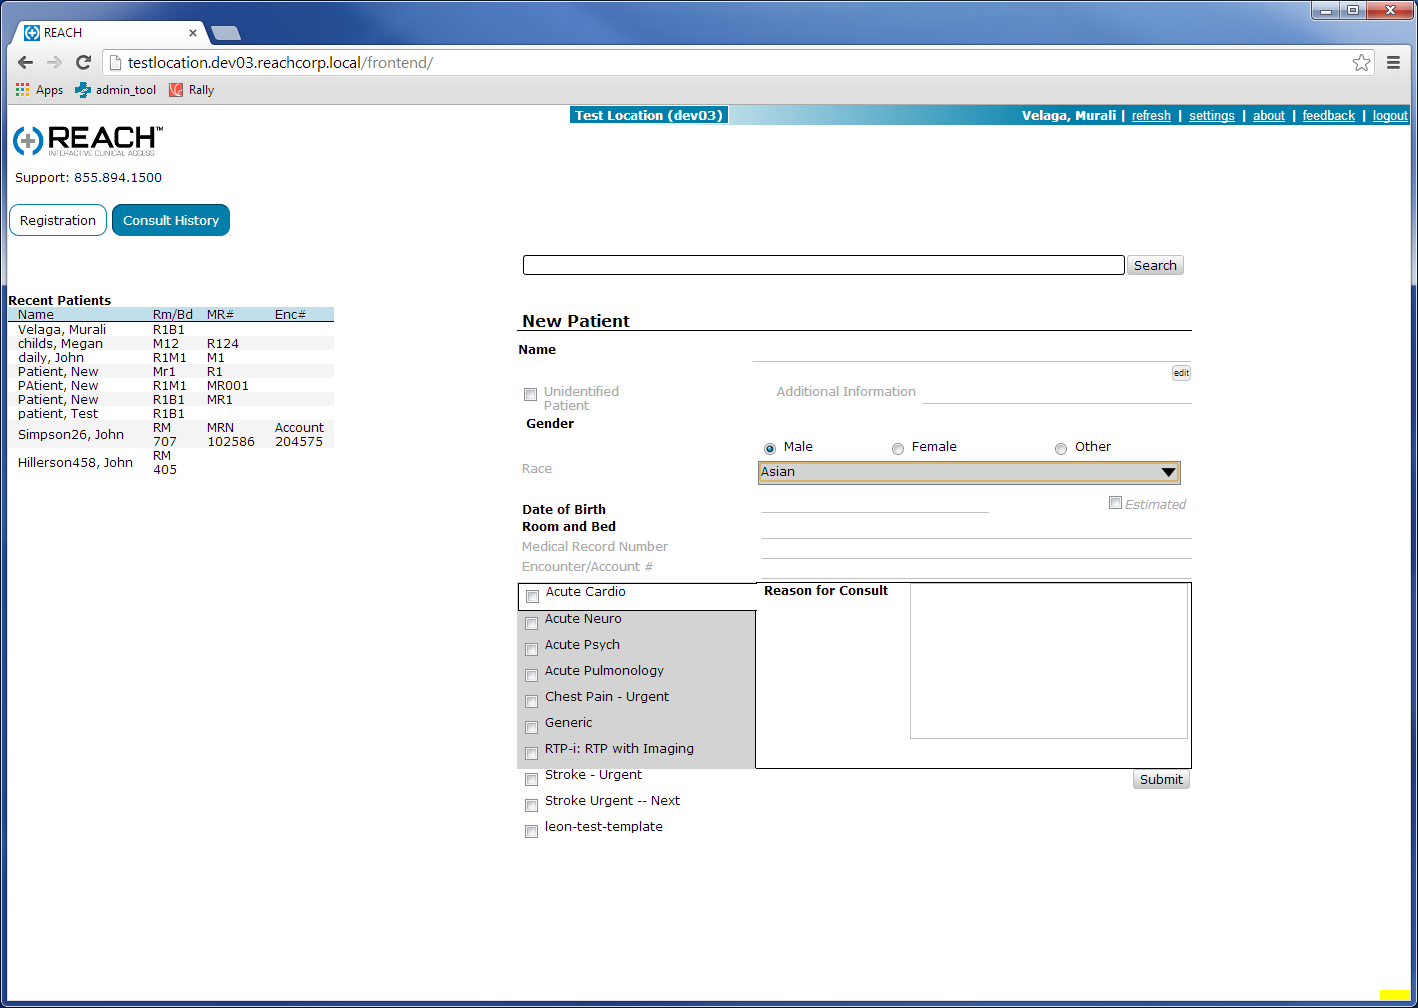 REACH
testlocation.dev03.reachcorp.local/frontend/
Apps admin_tool Rally
Test Location (dev03) Velaga, Murali | refresh | settings | about | feedback | logout
REACH™
INTERACTIVE CLINICAL ACCESS
Support: 855.894.1500
Registration Consult History
Search
Recent Patients
Name Rm/Bd MR# Enc#
Velaga, Murali R1B1
childs, Megan M12 R124
daily, John R1M1 M1
Patient, New Mr1 R1
PAtient, New R1M1 MR001
Patient, New R1B1 MR1
patient, Test R1B1
Simpson26, John RM 707 MRN 102586 Account 204575
Hillerson458, John RM 405
New Patient
Name
edit
Unidentified Patient Additional Information
Gender
Male Female Other
Race Asian
Date of Birth Estimated
Room and Bed
Medical Record Number
Encounter/Account #
Acute Cardio
Acute Neuro
Acute Psych
Acute Pulmonology
Chest Pain - Urgent
Generic
RTP-i: RTP with Imaging
Stroke - Urgent
Stroke Urgent -- Next
leon-test-template
Reason for Consult
Submit